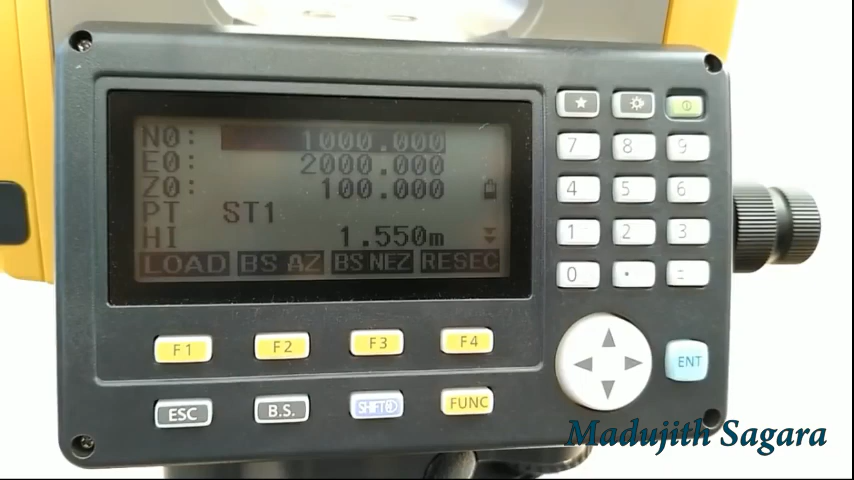 N0: 1000.000
E0: 2000.000
Z0: 100.000
PT ST1
HI 1.550m
LOAD BS AZ BS NEZ RESEC
7 8 9
4 5 6
1 2 3
0 . ±
F1 F2 F3 F4
ENT
ESC B.S. SHIFT FUNC
Madujith Sagara